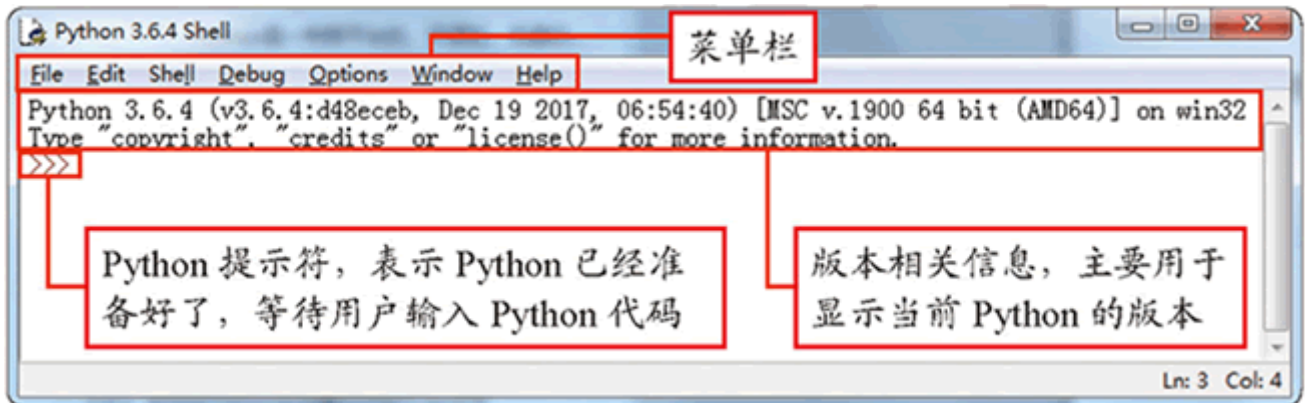 Python 3.6.4 Shell
菜单栏
File Edit Shell Debug Options Window Help
Python 3.6.4 (v3.6.4:d48eceb, Dec 19 2017, 06:54:40) [MSC v.1900 64 bit (AMD64)] on win32
Type "copyright", "credits" or "license()" for more information.
>>>
Python 提示符，表示 Python 已经准
备好了，等待用户输入 Python 代码
版本相关信息，主要用于
显示当前 Python 的版本
Ln: 3 Col: 4